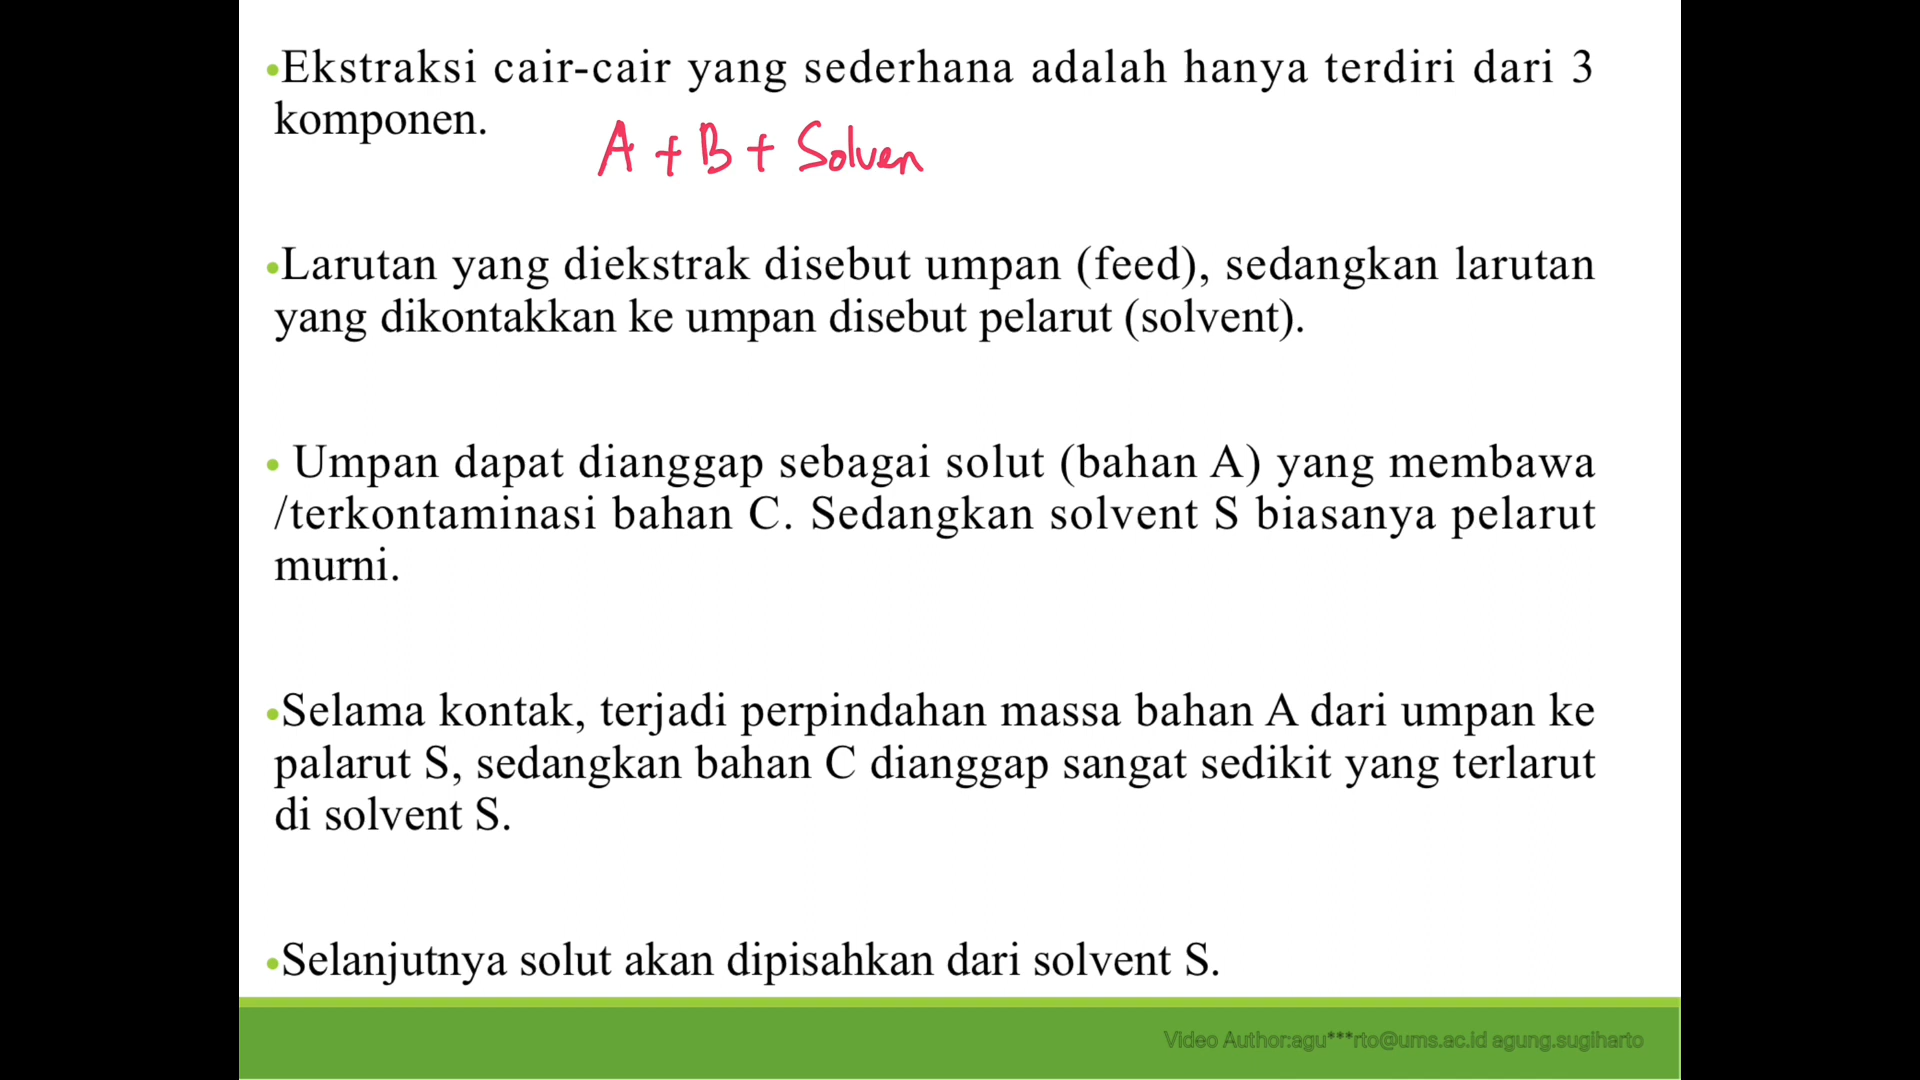 •Ekstraksi cair-cair yang sederhana adalah hanya terdiri dari 3
komponen.
A + B + Solven
•Larutan yang diekstrak disebut umpan (feed), sedangkan larutan
yang dikontakkan ke umpan disebut pelarut (solvent).
• Umpan dapat dianggap sebagai solut (bahan A) yang membawa
/terkontaminasi bahan C. Sedangkan solvent S biasanya pelarut
murni.
•Selama kontak, terjadi perpindahan massa bahan A dari umpan ke
palarut S, sedangkan bahan C dianggap sangat sedikit yang terlarut
di solvent S.
•Selanjutnya solut akan dipisahkan dari solvent S.
Video Author:agu***rto@ums.ac.id agung.sugiharto